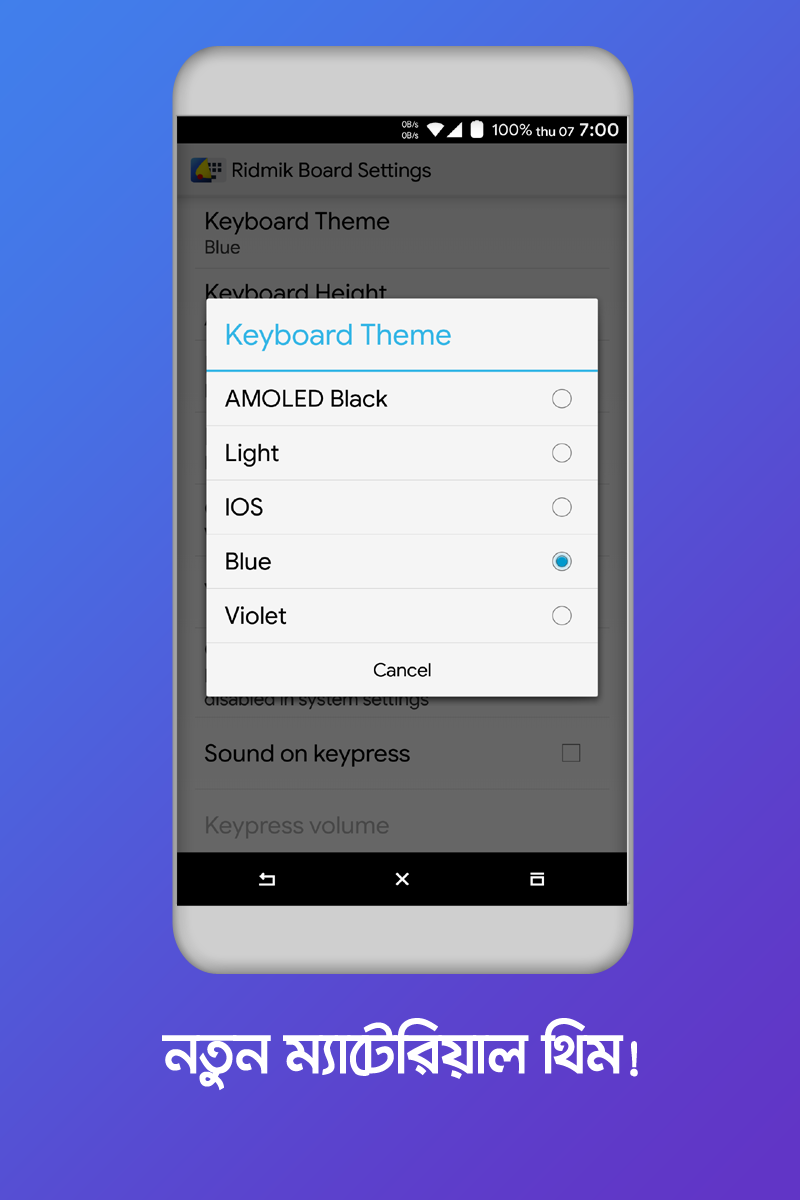 0B/s
0B/s
100% thu 07 7:00
Ridmik Board Settings
Keyboard Theme
Blue
Keyboard Height
Keyboard Theme
AMOLED Black
Light
IOS
Blue
Violet
Cancel
disabled in system settings
Sound on keypress
Keypress volume
নতুন ম্যাটেরিয়াল থিম!